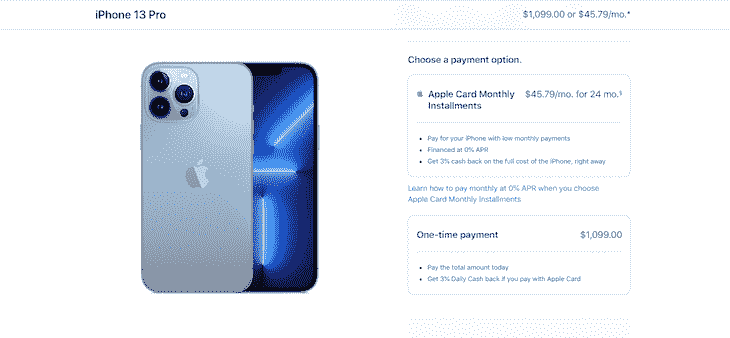 iPhone 13 Pro
$1,099.00 or $45.79/mo.*
Choose a payment option.
Apple Card Monthly
Installments
$45.79/mo. for 24 mo.§
Pay for your iPhone with low monthly payments
Financed at 0% APR
Get 3% cash back on the full cost of the iPhone, right away
Learn how to pay monthly at 0% APR when you choose
Apple Card Monthly Installments
One-time payment
$1,099.00
Pay the total amount today
Get 3% Daily Cash back if you pay with Apple Card